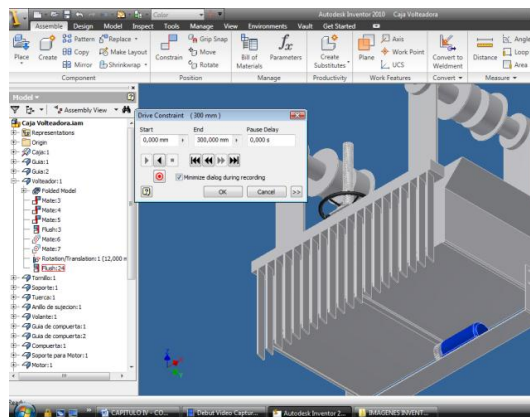 Color
Autodesk Inventor 2010 Caja Volteadora
Assemble Design Model Inspect Tools Manage View Environments Vault Get Started
Place Create Pattern Copy Mirror Replace Make Layout Shrinkwrap
Constrain Grip Snap Move Rotate
Bill of Materials Parameters
Create Substitutes
Plane Axis Point UCS
Convert to Weldment
Distance Angle Loop Area
Component Position Manage Productivity Work Features Convert Measure
Model
Assembly View
Caja Volteadora.iam
Representations
Origin
Caja:1
Guia:1
Guia:2
Volteador:1
Folded Model
Mate:3
Mate:4
Mate:5
Flush:3
Mate:6
Mate:7
Rotation/Translation:1 (12,000 n
Flush:24
Tornillo:1
Soporte:1
Tuerca:1
Anillo de sujecion:1
Volante:1
Guia de compuerta:1
Guia de compuerta:2
Compuerta:1
Soporte para Motor:1
Motor:1
Drive Constraint (300 mm)
Start End Pause Delay
0,000 mm 300,000 mm 0,000 s
Minimize dialog during recording
OK Cancel >>
CAPITULO IV - CO... Debut Video Captur... Autodesk Inventor 2... IMAGENES INVENT...